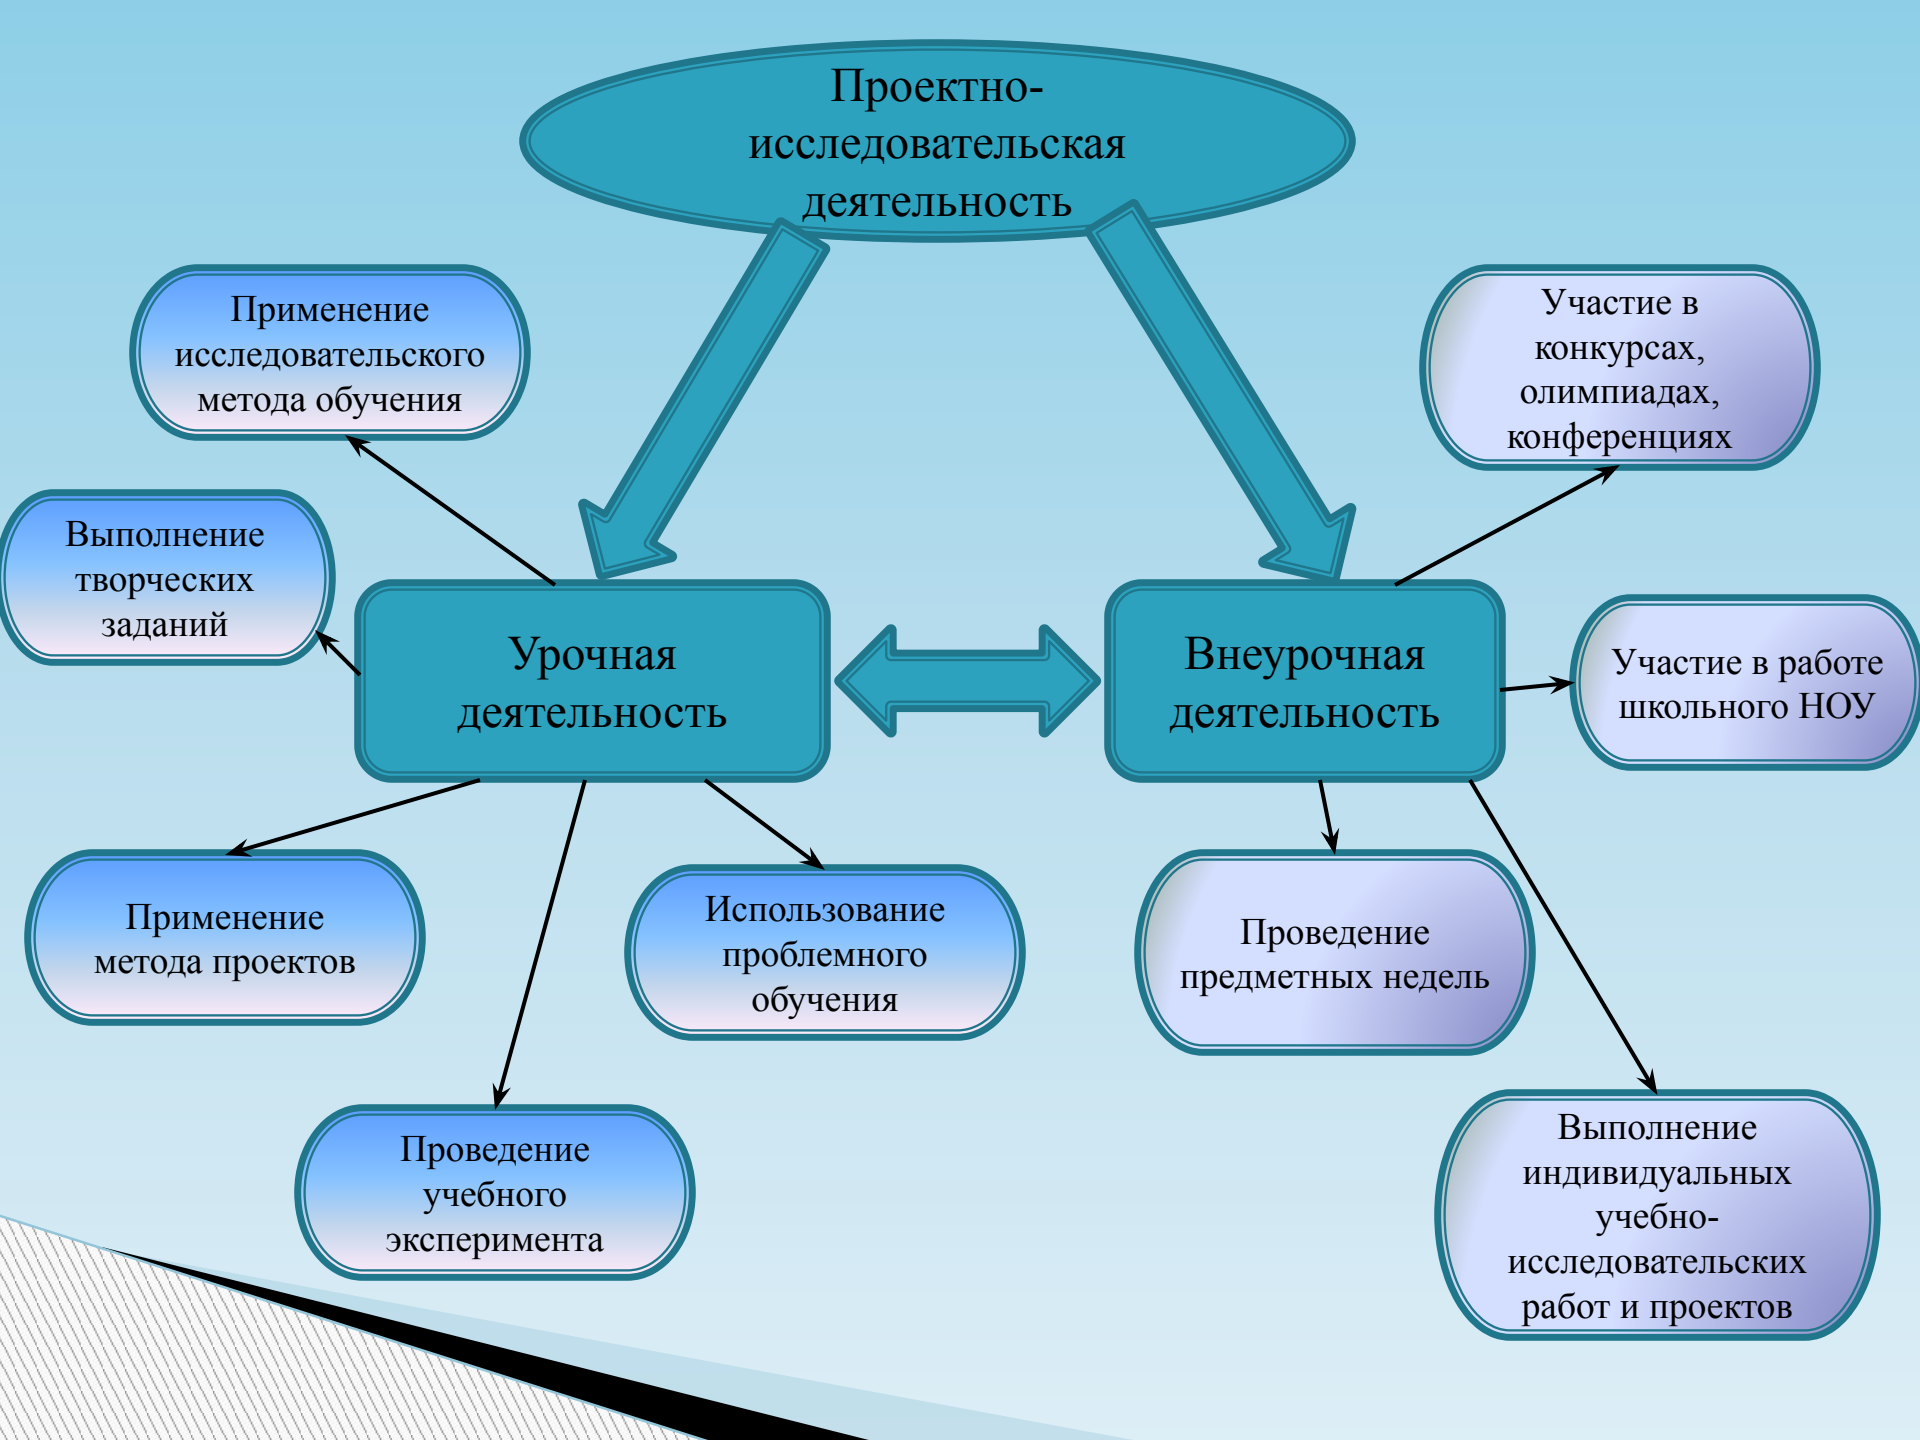 Проектно-
исследовательская
деятельность
Применение
исследовательского
метода обучения
Участие в
конкурсах,
олимпиадах,
конференциях
Выполнение
творческих
заданий
Урочная
деятельность
Внеурочная
деятельность
Участие в работе
школьного НОУ
Применение
метода проектов
Использование
проблемного
обучения
Проведение
предметных недель
Проведение
учебного
эксперимента
Выполнение
индивидуальных
учебно-
исследовательских
работ и проектов